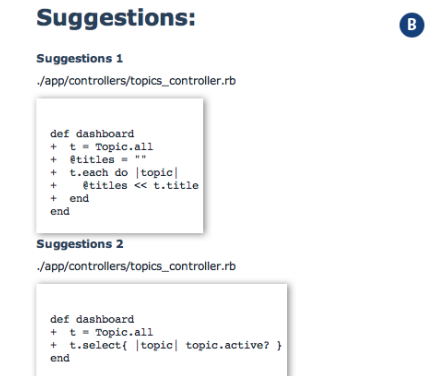 Suggestions:
B
Suggestions 1
./app/controllers/topics_controller.rb
def dashboard
+  t = Topic.all
+  @titles = ""
+  t.each do |topic|
+    @titles << t.title
+  end
end
Suggestions 2
./app/controllers/topics_controller.rb
def dashboard
+  t = Topic.all
+  t.select{ |topic| topic.active? }
end